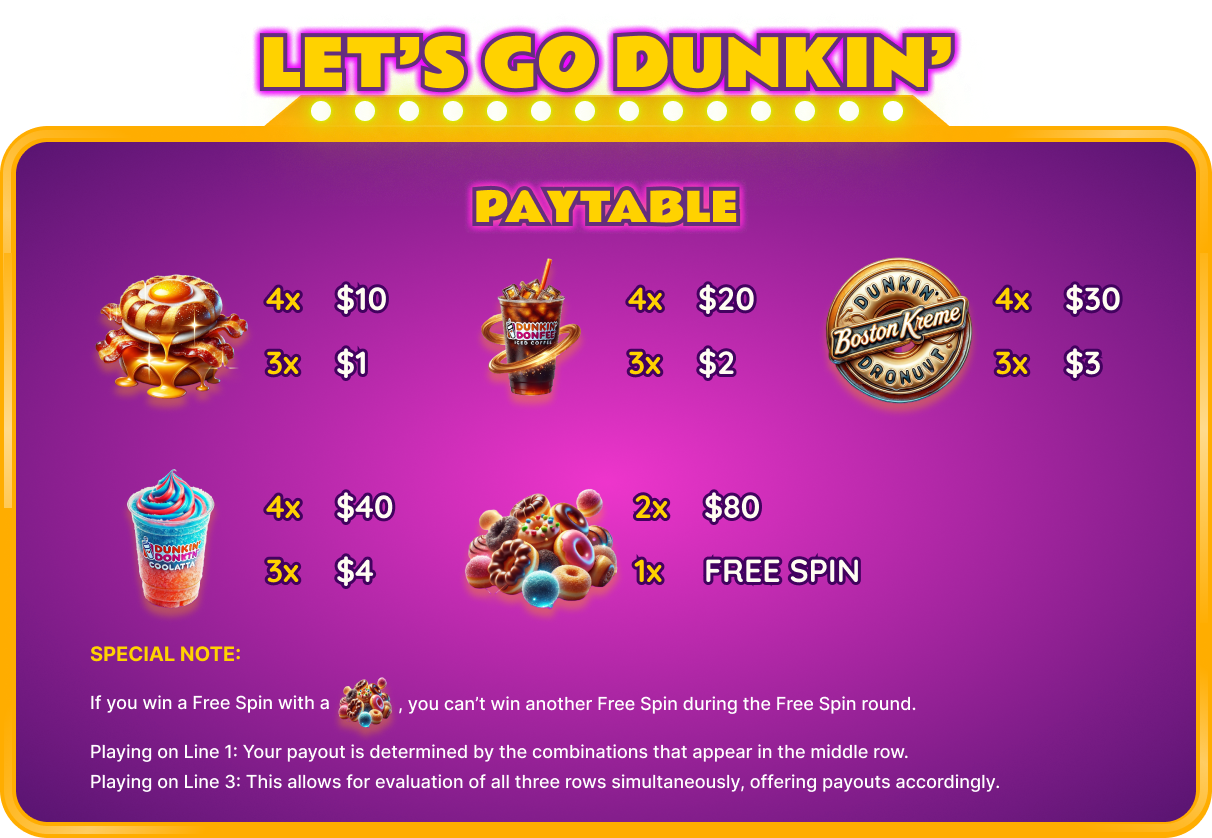 LET'S GO DUNKIN'
PAYTABLE
4x $10
3x $1
DUNKIN'
DONFEE
ICED COFFEE
4x $20
3x $2
DUNKIN'
Boston Kreme
DRONUVT
4x $30
3x $3
DUNKIN'
COOLATTA
4x $40
3x $4
2x $80
1x FREE SPIN
SPECIAL NOTE:
If you win a Free Spin with a , you can't win another Free Spin during the Free Spin round.
Playing on Line 1: Your payout is determined by the combinations that appear in the middle row.
Playing on Line 3: This allows for evaluation of all three rows simultaneously, offering payouts accordingly.